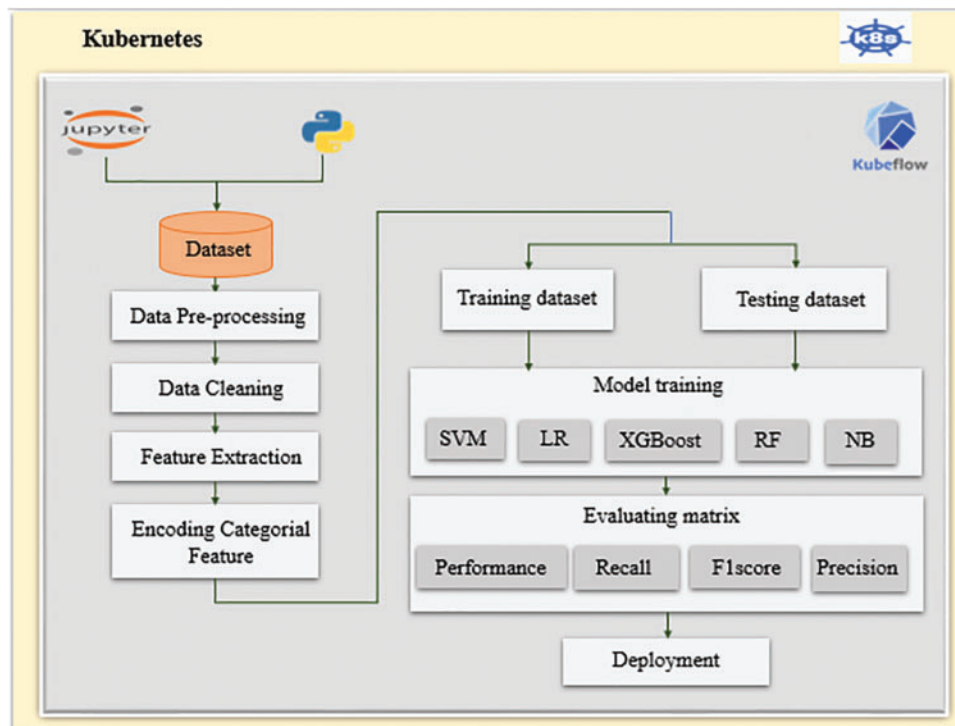 Kubernetes
k8s
jupyter
Kubeflow
Dataset
Data Pre-processing
Data Cleaning
Feature Extraction
Encoding Categorial
Feature
Training dataset
Testing dataset
Model training
SVM
LR
XGBoost
RF
NB
Evaluating matrix
Performance
Recall
F1score
Precision
Deployment